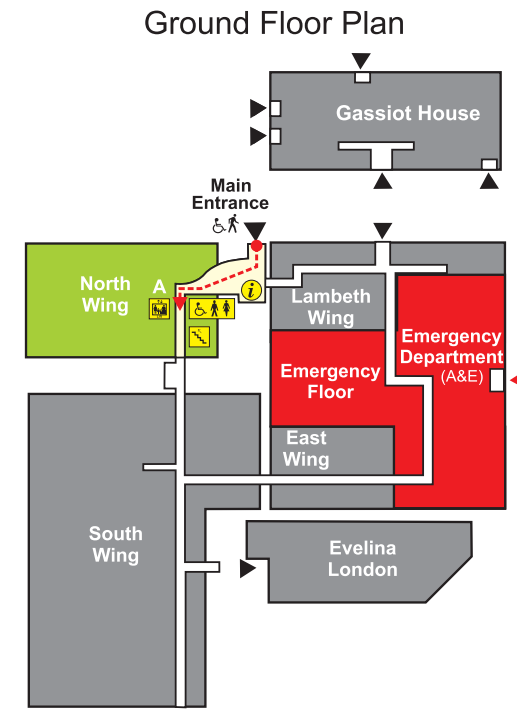 Ground Floor Plan
Gassiot House
Main
Entrance
North
Wing
A
i
Lambeth
Wing
Emergency
Department
(A&E)
Emergency
Floor
East
Wing
South
Wing
Evelina
London